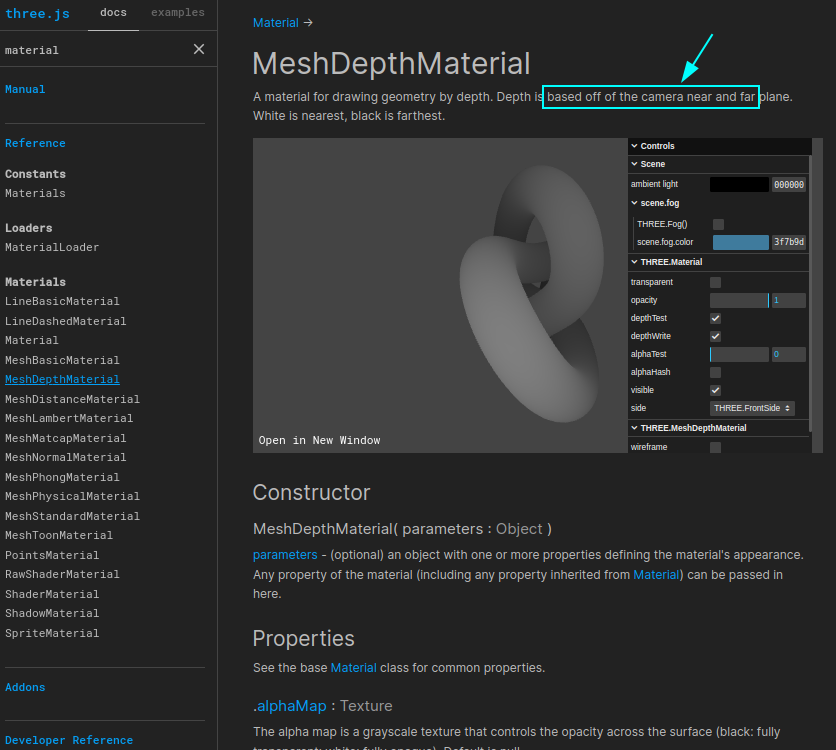 three.js docs examples
material
Manual
Reference
Constants
Materials
Loaders
MaterialLoader
Materials
LineBasicMaterial
LineDashedMaterial
Material
MeshBasicMaterial
MeshDepthMaterial
MeshDistanceMaterial
MeshLambertMaterial
MeshMatcapMaterial
MeshNormalMaterial
MeshPhongMaterial
MeshPhysicalMaterial
MeshStandardMaterial
MeshToonMaterial
PointsMaterial
RawShaderMaterial
ShaderMaterial
ShadowMaterial
SpriteMaterial
Addons
Developer Reference
Material →
MeshDepthMaterial
A material for drawing geometry by depth. Depth is based off of the camera near and far plane.
White is nearest, black is farthest.
Open in New Window
Controls
Scene
ambient light 000000
scene.fog
THREE.Fog()
scene.fog.color 3f7b9d
THREE.Material
transparent
opacity 1
depthTest
depthWrite
alphaTest 0
alphaHash
visible
side THREE.FrontSide
THREE.MeshDepthMaterial
wireframe
Constructor
MeshDepthMaterial( parameters : Object )
parameters - (optional) an object with one or more properties defining the material's appearance.
Any property of the material (including any property inherited from Material) can be passed in
here.
Properties
See the base Material class for common properties.
.alphaMap : Texture
The alpha map is a grayscale texture that controls the opacity across the surface (black: fully
transparent; white: fully opaque). Default is null.